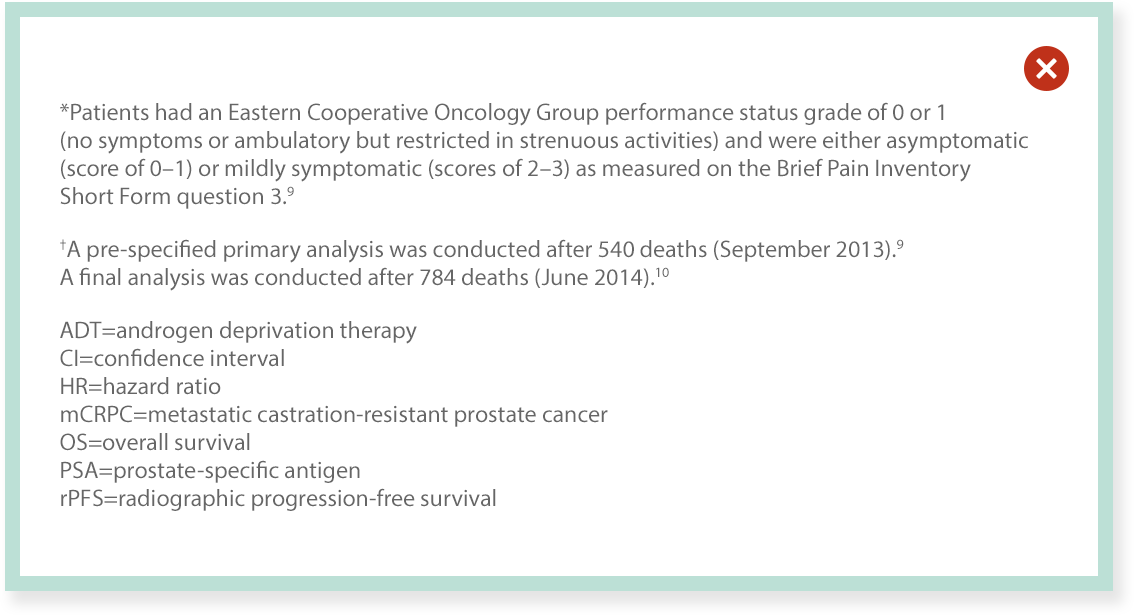 *Patients had an Eastern Cooperative Oncology Group performance status grade of 0 or 1
(no symptoms or ambulatory but restricted in strenuous activities) and were either asymptomatic
(score of 0–1) or mildly symptomatic (scores of 2–3) as measured on the Brief Pain Inventory
Short Form question 3.⁹
†A pre-specified primary analysis was conducted after 540 deaths (September 2013).⁹
A final analysis was conducted after 784 deaths (June 2014).¹⁰
ADT=androgen deprivation therapy
CI=confidence interval
HR=hazard ratio
mCRPC=metastatic castration-resistant prostate cancer
OS=overall survival
PSA=prostate-specific antigen
rPFS=radiographic progression-free survival